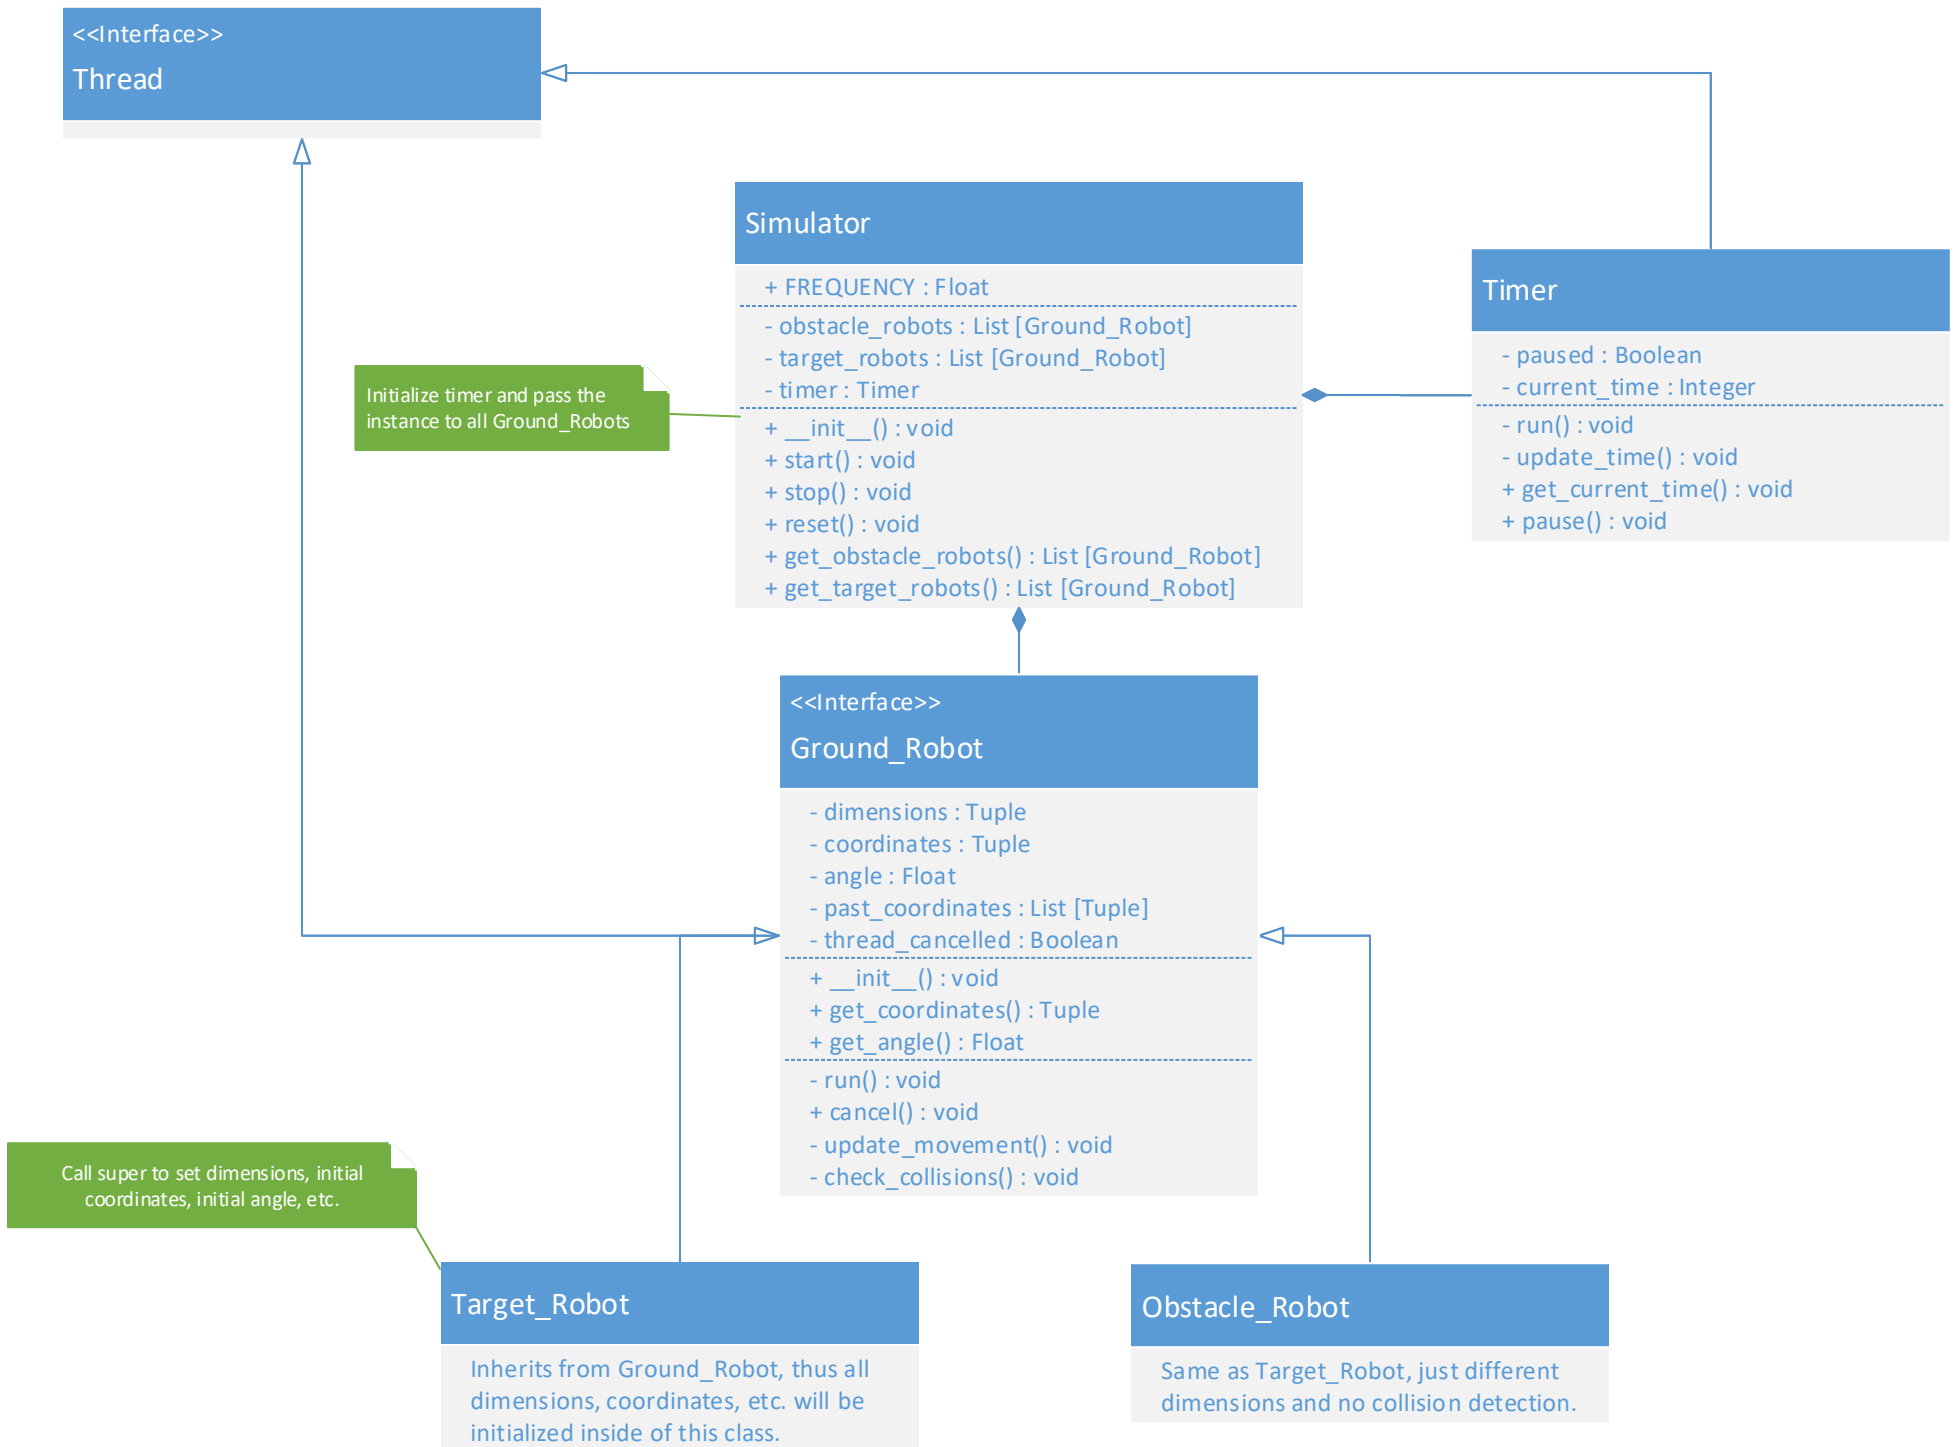 <<Interface>>
Thread
Simulator
+ FREQUENCY : Float
- obstacle_robots : List [Ground_Robot]
- target_robots : List [Ground_Robot]
- timer : Timer
+ __init__() : void
+ start() : void
+ stop() : void
+ reset() : void
+ get_obstacle_robots() : List [Ground_Robot]
+ get_target_robots() : List [Ground_Robot]
Timer
- paused : Boolean
- current_time : Integer
- run() : void
- update_time() : void
+ get_current_time() : void
+ pause() : void
Initialize timer and pass the
instance to all Ground_Robots
<<Interface>>
Ground_Robot
- dimensions : Tuple
- coordinates : Tuple
- angle : Float
- past_coordinates : List [Tuple]
- thread_cancelled : Boolean
+ __init__() : void
+ get_coordinates() : Tuple
+ get_angle() : Float
- run() : void
+ cancel() : void
- update_movement() : void
- check_collisions() : void
Call super to set dimensions, initial
coordinates, initial angle, etc.
Target_Robot
Inherits from Ground_Robot, thus all
dimensions, coordinates, etc. will be
initialized inside of this class.
Obstacle_Robot
Same as Target_Robot, just different
dimensions and no collision detection.